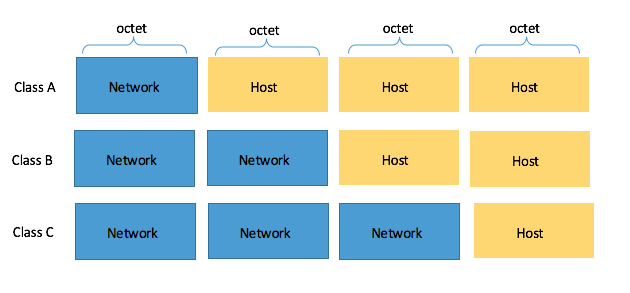 octet octet octet octet
Class A Network Host Host Host
Class B Network Network Host Host
Class C Network Network Network Host